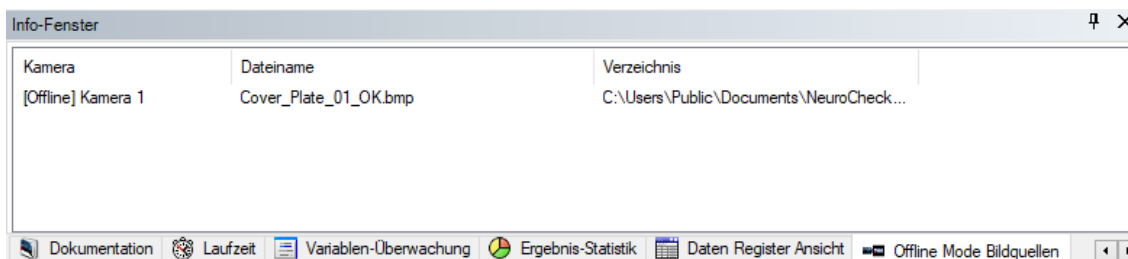 Info-Fenster
Kamera Dateiname Verzeichnis
[Offline] Kamera 1 Cover_Plate_01_OK.bmp C:\Users\Public\Documents\NeuroCheck...
Dokumentation Laufzeit Variablen-Überwachung Ergebnis-Statistik Daten Register Ansicht Offline Mode Bildquellen